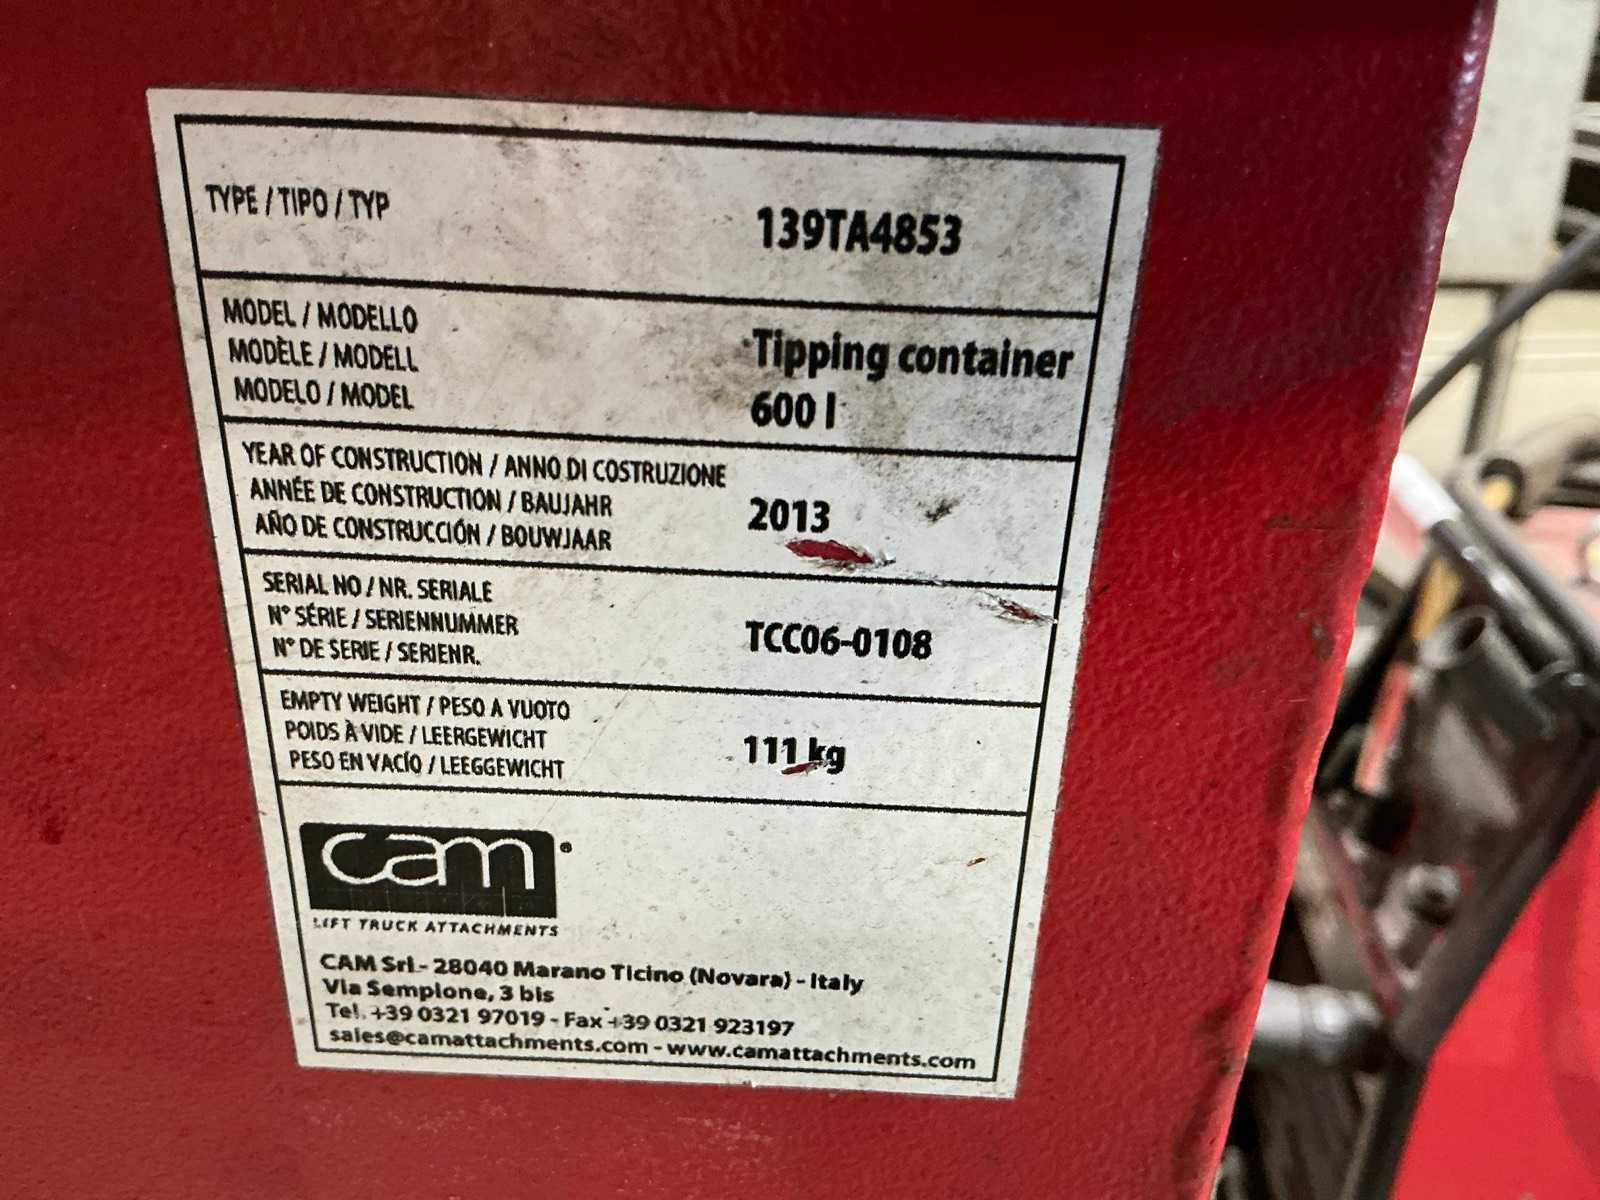 TYPE / TIPO / TYP
139TA4853
MODEL / MODELLO
MODÈLE / MODELL
MODELO / MODEL
Tipping container
600 l
YEAR OF CONSTRUCTION / ANNO DI COSTRUZIONE
ANNÉE DE CONSTRUCTION / BAUJAHR
AÑO DE CONSTRUCCIÓN / BOUWJAAR
2013
SERIAL NO / NR. SERIALE
N° SÉRIE / SERIENNUMMER
N° DE SERIE / SERIENR.
TCC06-0108
EMPTY WEIGHT / PESO A VUOTO
POIDS À VIDE / LEERGEWICHT
PESO EN VACÍO / LEEGGEWICHT
111 kg
cam®
LIFT TRUCK ATTACHMENTS
CAM Srl - 28040 Marano Ticino (Novara) - Italy
Via Sempione, 3 bis
Tel. +39 0321 97019 - Fax +39 0321 923197
sales@camattachments.com - www.camattachments.com